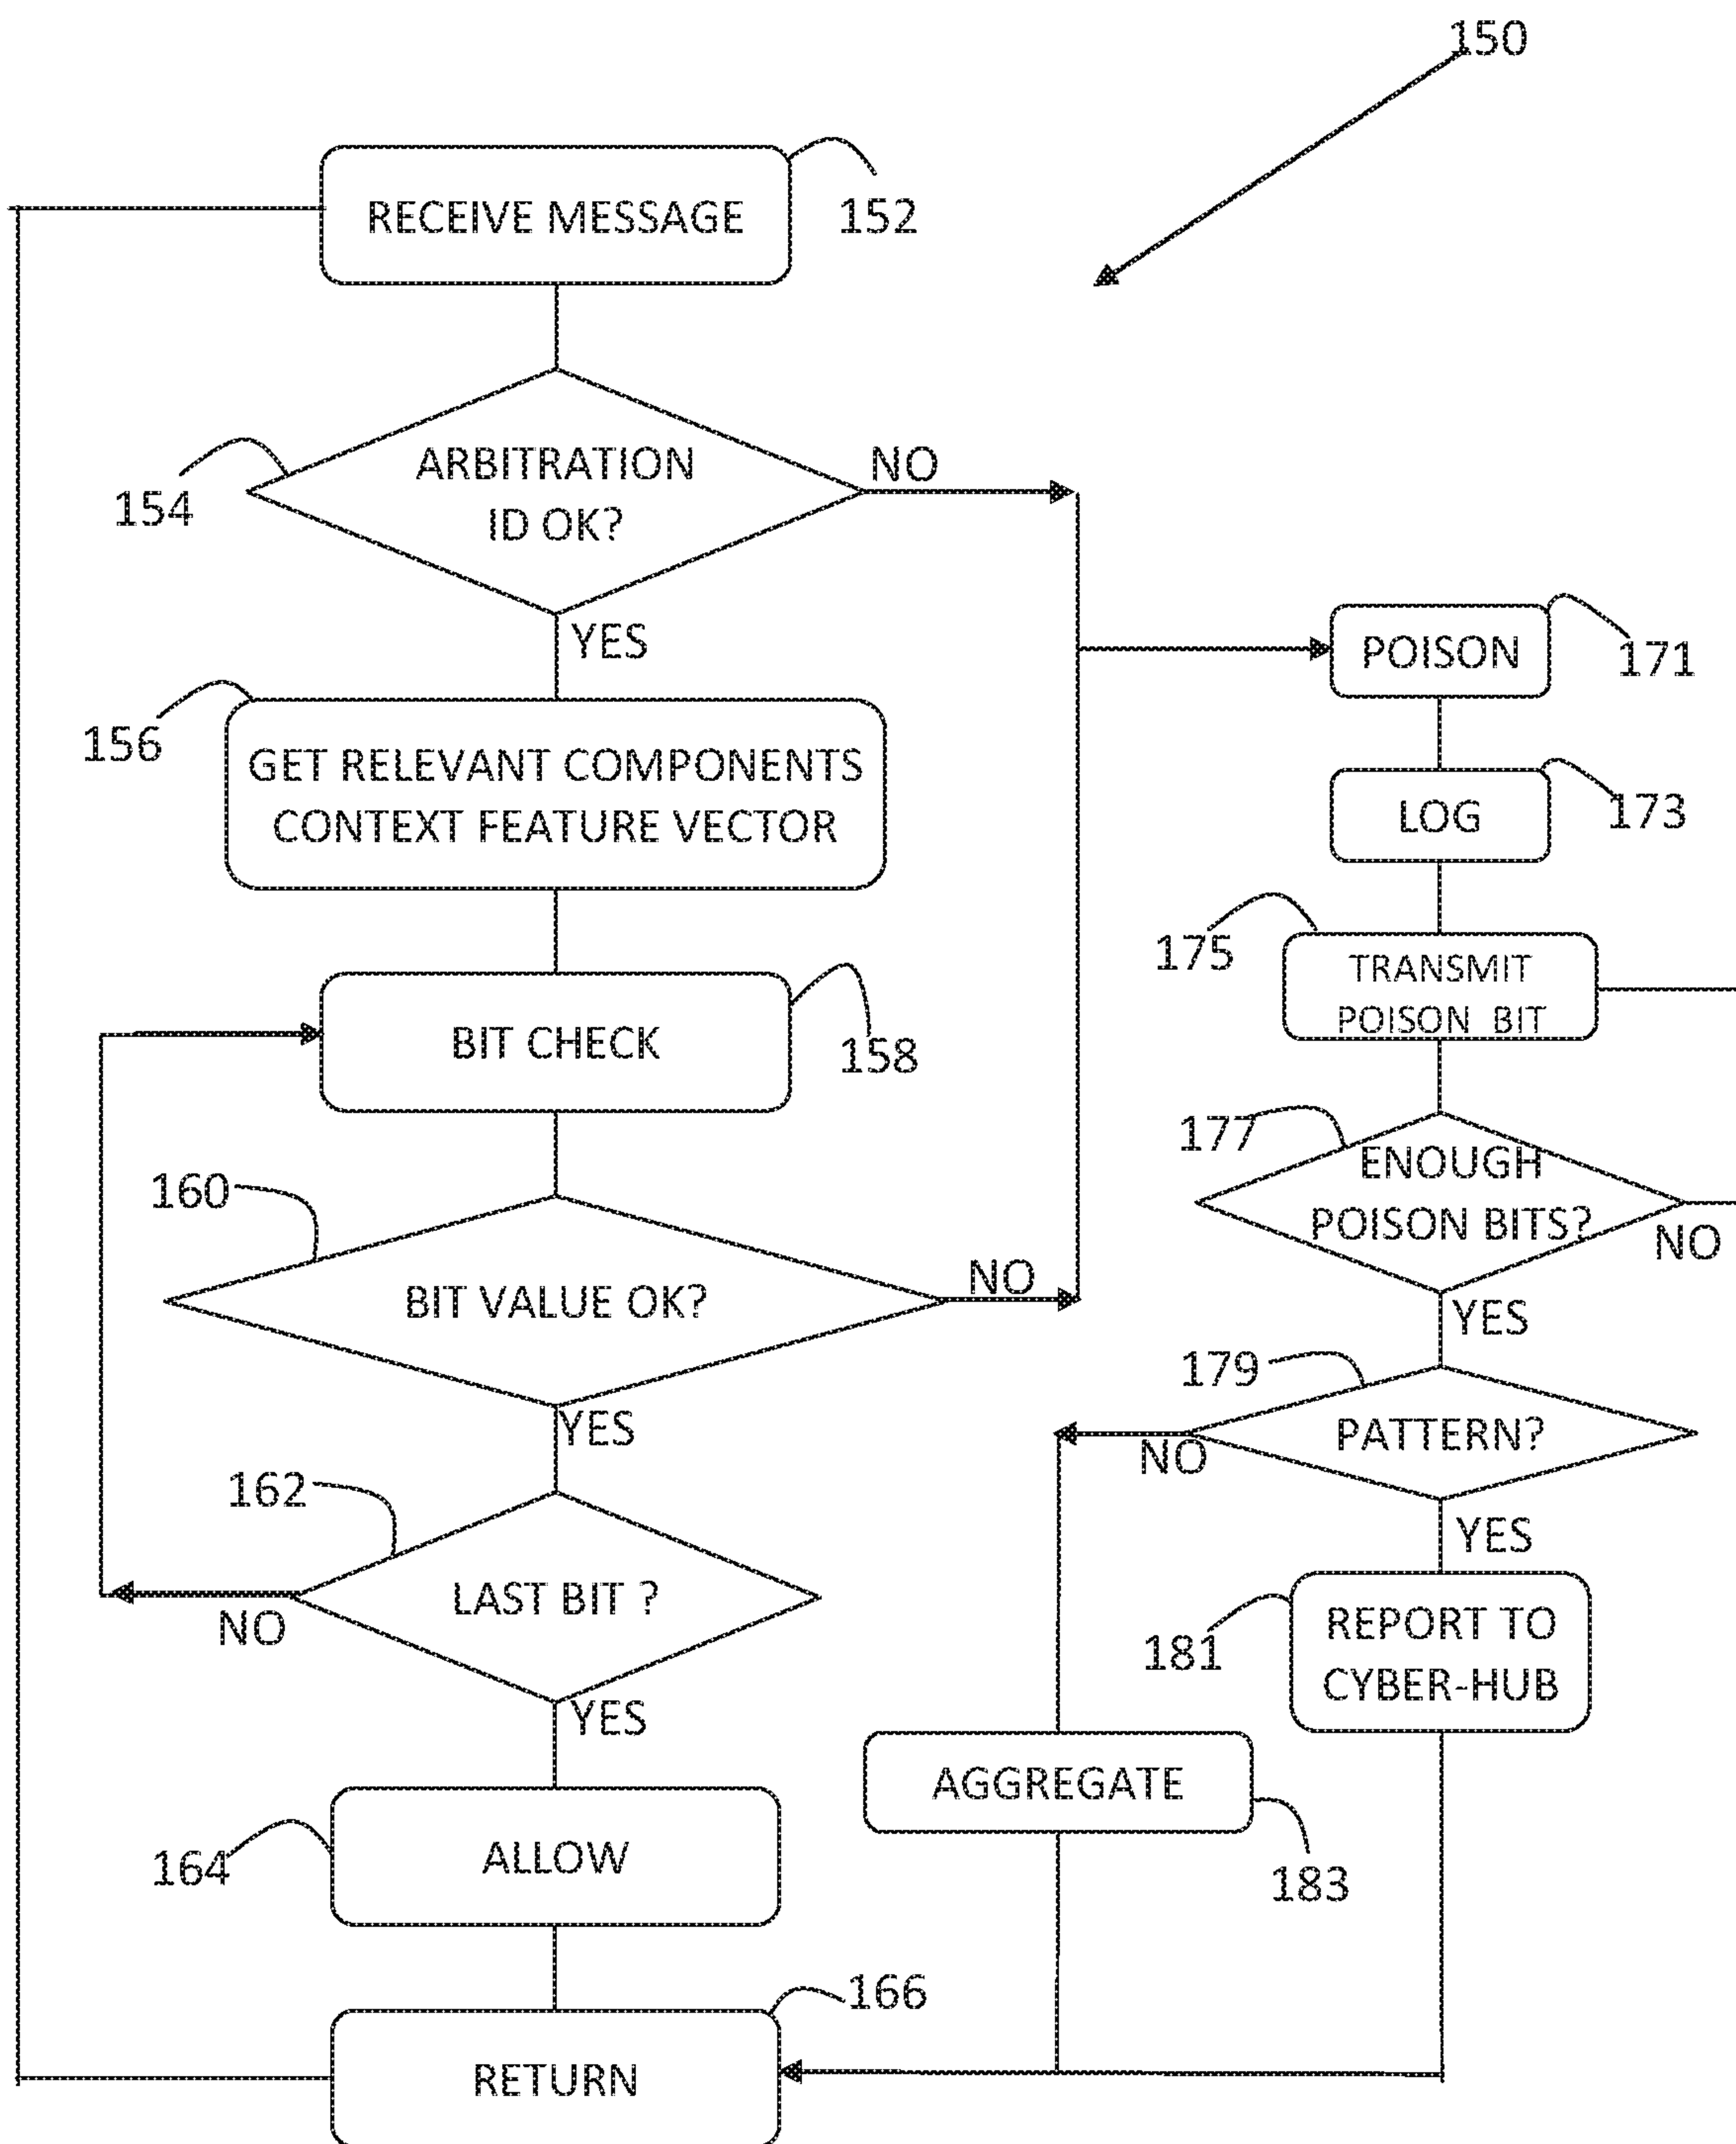 150
RECEIVE MESSAGE
152
ARBITRATION
ID OK?
154
NO
YES
156
GET RELEVANT COMPONENTS
CONTEXT FEATURE VECTOR
BIT CHECK
158
160
BIT VALUE OK?
NO
YES
162
LAST BIT ?
NO
YES
164
ALLOW
166
RETURN
POISON
171
LOG
173
175
TRANSMIT
POISON BIT
177
ENOUGH
POISON BITS?
NO
YES
179
PATTERN?
NO
YES
181
REPORT TO
CYBER-HUB
AGGREGATE
183